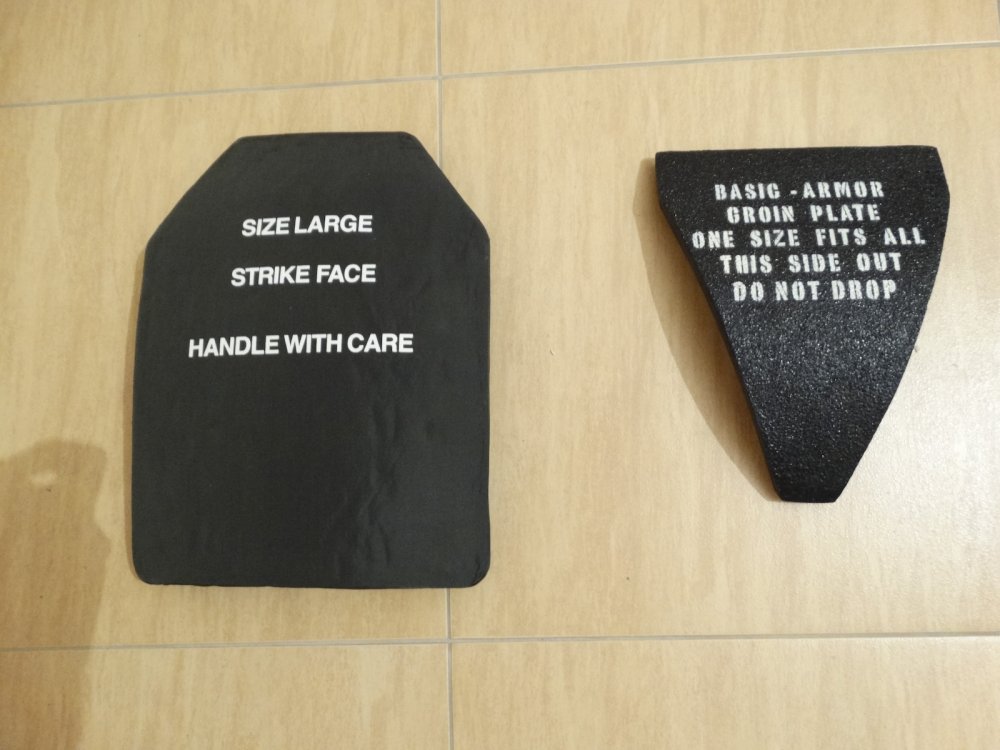 SIZE LARGE
STRIKE FACE
HANDLE WITH CARE
BASIC - ARMOR
GROIN PLATE
ONE SIZE FITS ALL
THIS SIDE OUT
DO NOT DROP